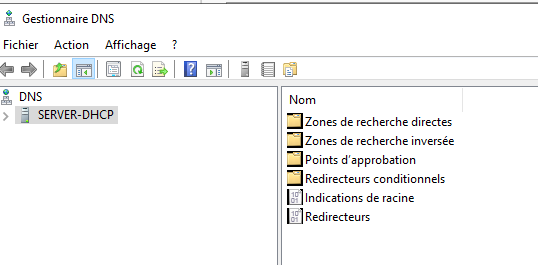 Gestionnaire DNS
Fichier Action Affichage ?
DNS
SERVER-DHCP
Nom
Zones de recherche directes
Zones de recherche inversée
Points d’approbation
Redirecteurs conditionnels
Indications de racine
Redirecteurs